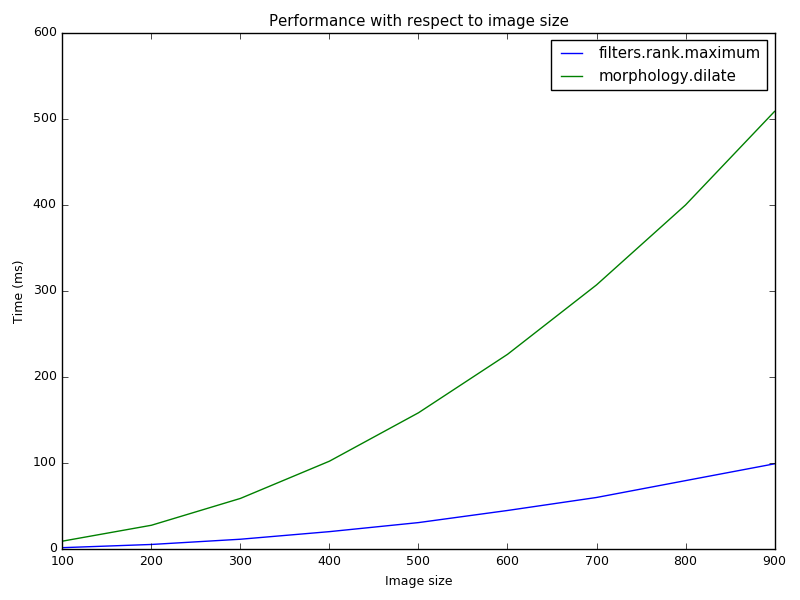 Performance with respect to image size
filters.rank.maximum
morphology.dilate
Time (ms)
600
500
400
300
200
100
0
100 200 300 400 500 600 700 800 900
Image size